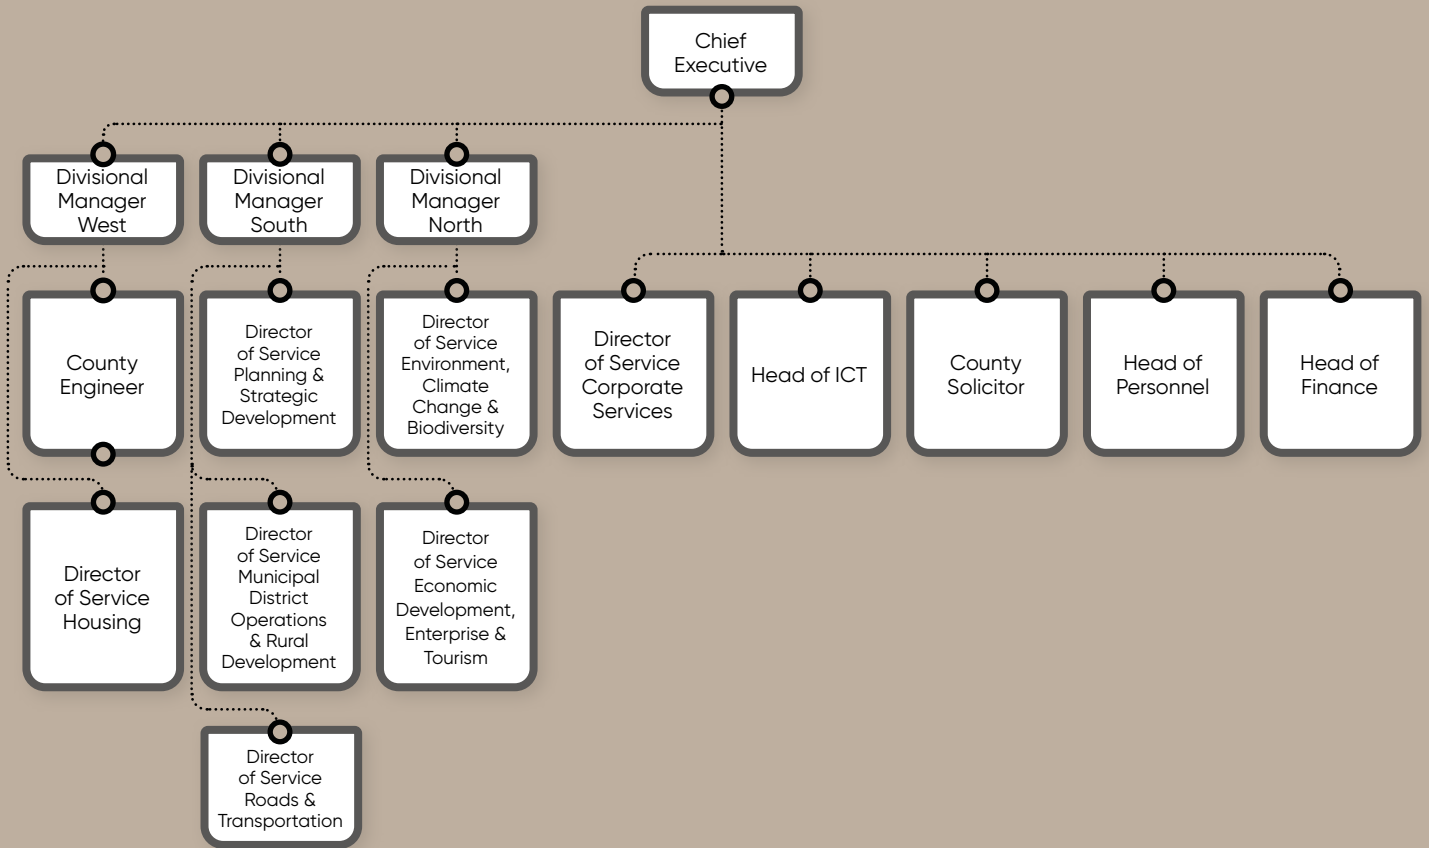 Chief
Executive
Divisional
Manager
West
Divisional
Manager
South
Divisional
Manager
North
County
Engineer
Director
of Service
Planning &
Strategic
Development
Director
of Service
Environment,
Climate
Change &
Biodiversity
Director
of Service
Corporate
Services
Head of ICT
County
Solicitor
Head of
Personnel
Head of
Finance
Director
of Service
Housing
Director
of Service
Municipal
District
Operations
& Rural
Development
Director
of Service
Economic
Development,
Enterprise &
Tourism
Director
of Service
Roads &
Transportation